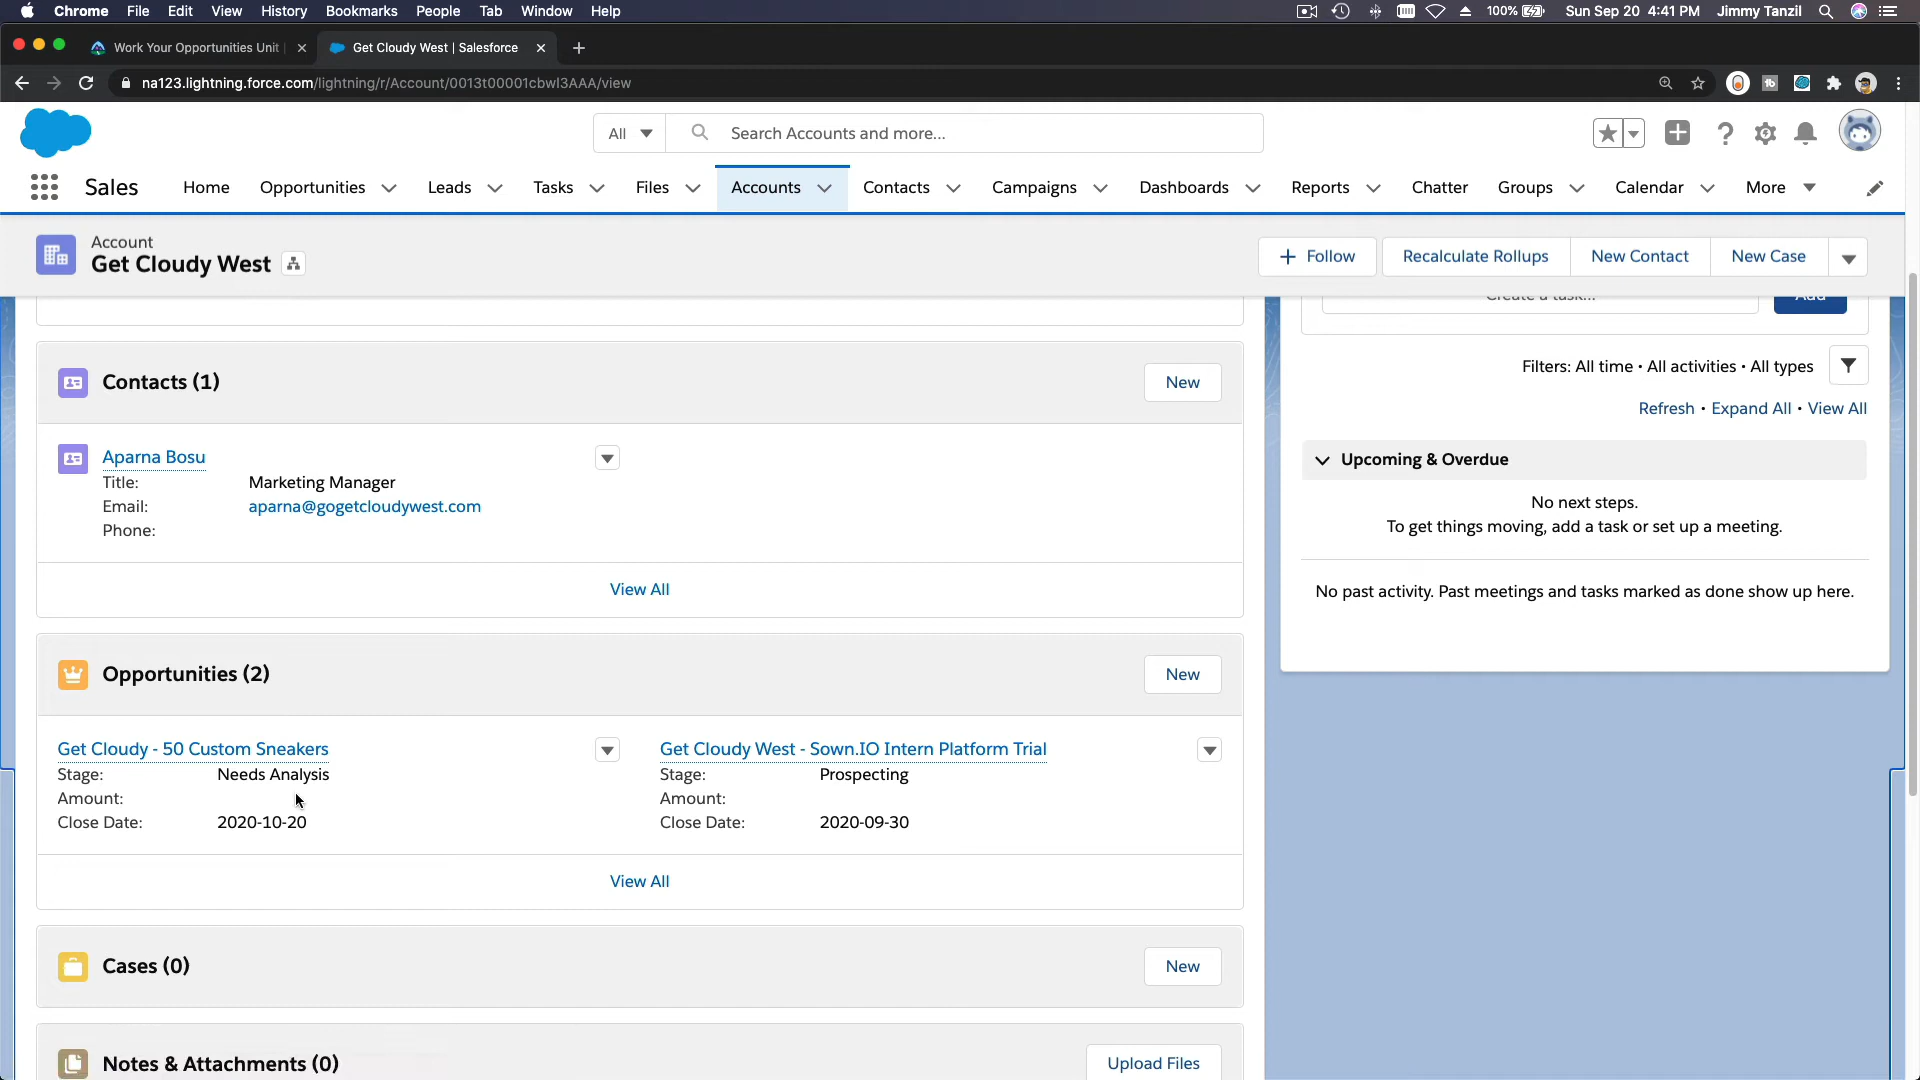 Chrome File Edit View History Bookmarks People Tab Window Help 100% Sun Sep 20 4:41 PM Jimmy Tanzil
Work Your Opportunities Unit Get Cloudy West | Salesforce
na123.lightning.force.com/lightning/r/Account/0013t00001cbwI3AAA/view
All Search Accounts and more...
Sales Home Opportunities Leads Tasks Files Accounts Contacts Campaigns Dashboards Reports Chatter Groups Calendar More
Account
Get Cloudy West
Follow Recalculate Rollups New Contact New Case
Create a task... Add
Contacts (1) New
Aparna Bosu
Title: Marketing Manager
Email: aparna@gogetcloudywest.com
Phone:
View All
Opportunities (2) New
Get Cloudy - 50 Custom Sneakers
Stage: Needs Analysis
Amount:
Close Date: 2020-10-20
Get Cloudy West - Sown.IO Intern Platform Trial
Stage: Prospecting
Amount:
Close Date: 2020-09-30
View All
Cases (0) New
Notes & Attachments (0) Upload Files
Filters: All time • All activities • All types
Refresh • Expand All • View All
Upcoming & Overdue
No next steps.
To get things moving, add a task or set up a meeting.
No past activity. Past meetings and tasks marked as done show up here.